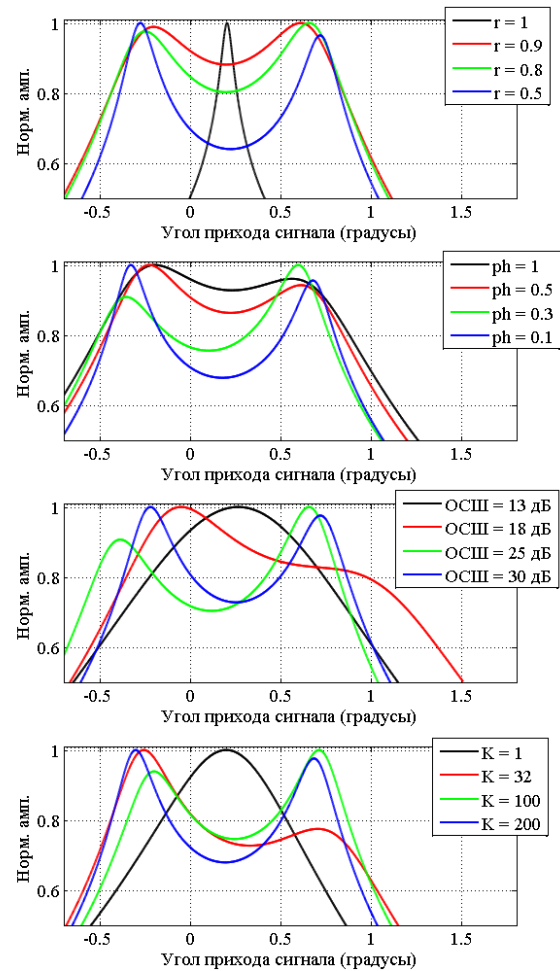 1
0.8
0.6
Норм. амп.
r = 1
r = 0.9
r = 0.8
r = 0.5
-0.5 0 0.5 1 1.5
Угол прихода сигнала (градусы)
1
0.8
0.6
Норм. амп.
ph = 1
ph = 0.5
ph = 0.3
ph = 0.1
-0.5 0 0.5 1 1.5
Угол прихода сигнала (градусы)
1
0.8
0.6
Норм. амп.
ОСШ = 13 дБ
ОСШ = 18 дБ
ОСШ = 25 дБ
ОСШ = 30 дБ
-0.5 0 0.5 1 1.5
Угол прихода сигнала (градусы)
1
0.8
0.6
Норм. амп.
K = 1
K = 32
K = 100
K = 200
-0.5 0 0.5 1 1.5
Угол прихода сигнала (градусы)